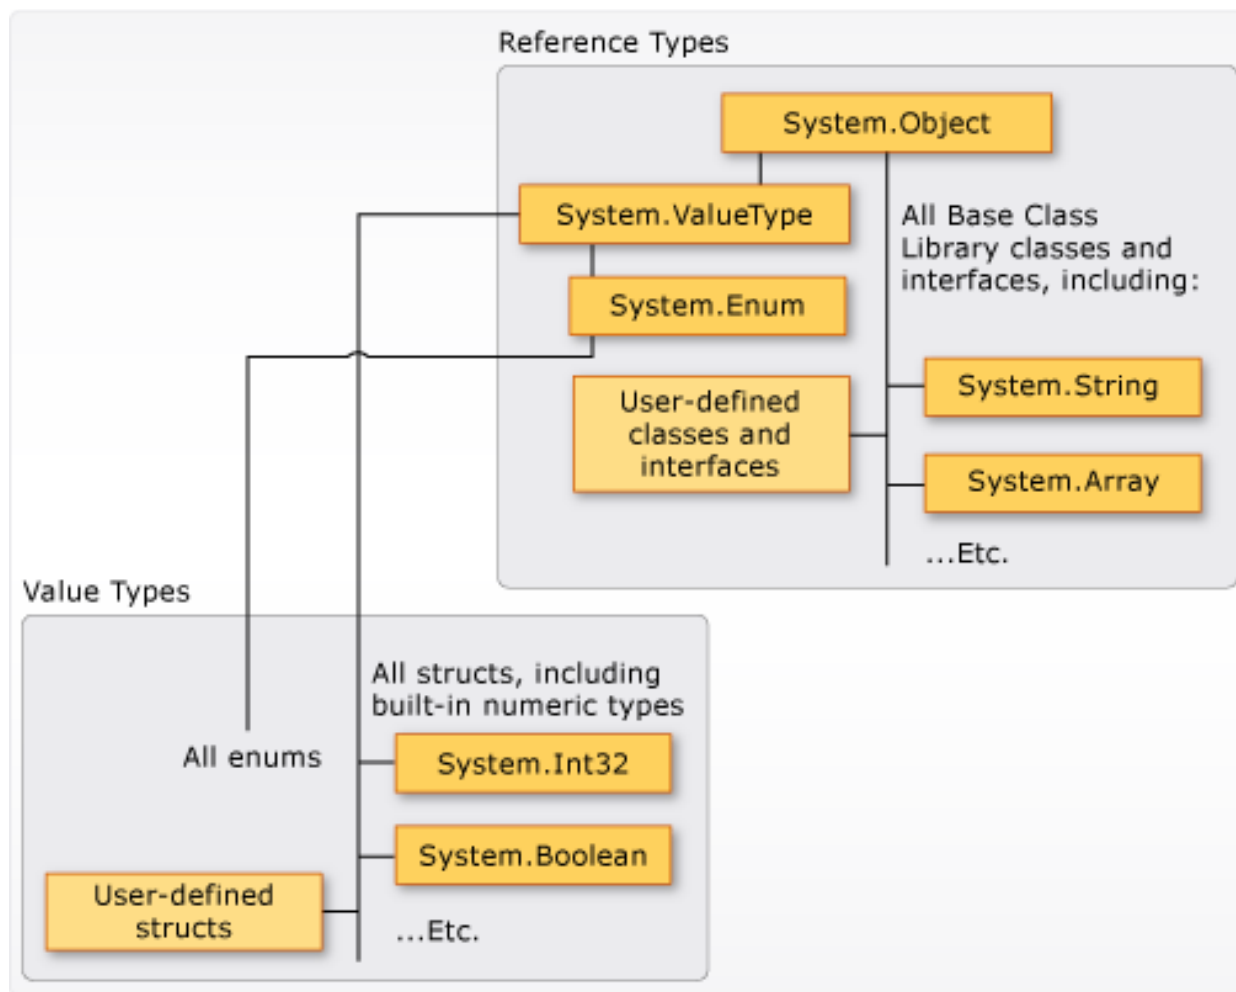 Reference Types
System.Object
System.ValueType
All Base Class
Library classes and
interfaces, including:
System.Enum
System.String
User-defined
classes and
interfaces
System.Array
...Etc.
Value Types
All structs, including
built-in numeric types
All enums
System.Int32
System.Boolean
User-defined
structs
...Etc.